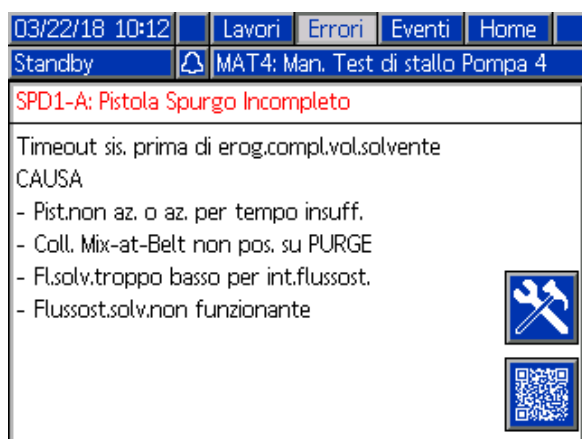 03/22/18 10:12 Lavori Errori Eventi Home
Standby MAT4: Man. Test di stallo Pompa 4
SPD1-A: Pistola Spurgo Incompleto
Timeout sis. prima di erog.compl.vol.solvente
CAUSA
- Pist.non az. o az. per tempo insuff.
- Coll. Mix-at-Belt non pos. su PURGE
- Fl.solv.troppo basso per int.flussost.
- Flussost.solv.non funzionante